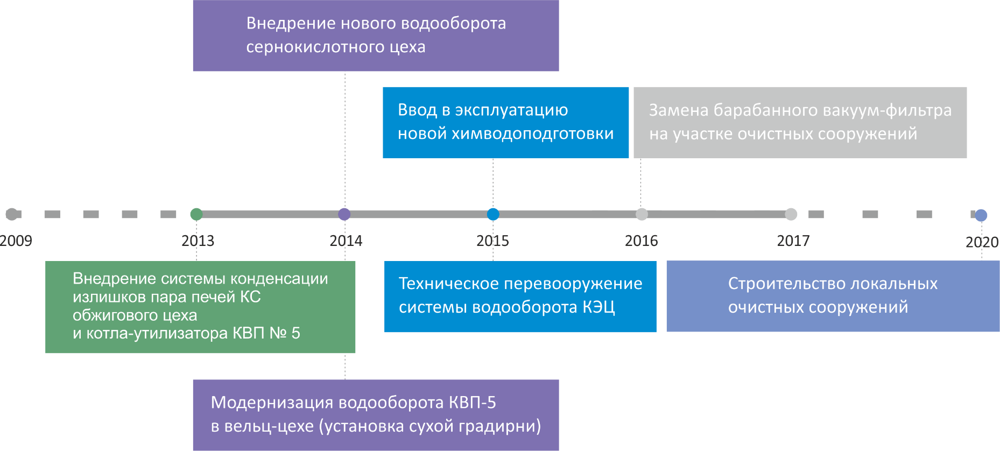 Внедрение нового водооборота
сернокислотного цеха
Ввод в эксплуатацию
новой химводоподготовки
Замена барабанного вакуум-фильтра
на участке очистных сооружений
2009
2013
2014
2015
2016
2017
2020
Внедрение системы конденсации
излишков пара печей КС
обжигового цеха
и котла-утилизатора КВП № 5
Техническое перевооружение
системы водооборота КЭЦ
Строительство локальных
очистных сооружений
Модернизация водооборота КВП-5
в вельц-цехе (установка сухой градирни)